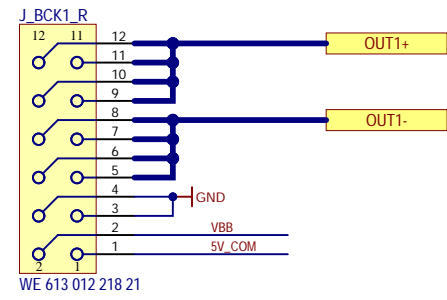 J_BCK1_R
12 11
12
11
10
9
8
7
6
5
4
3
2
1
2 1
OUT1+
OUT1-
GND
VBB
5V_COM
WE 613 012 218 21